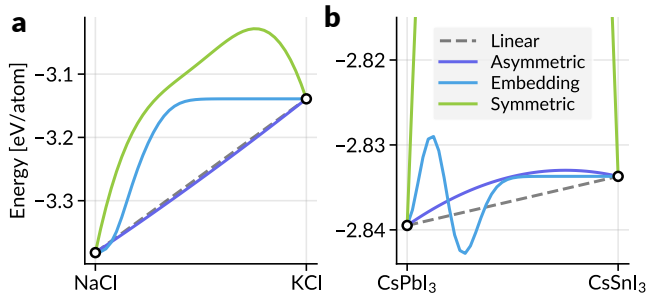 a
Energy [eV/atom]
−3.1
−3.2
−3.3
NaCl
KCl
b
Linear
Asymmetric
Embedding
Symmetric
−2.82
−2.83
−2.84
CsPbI₃
CsSnI₃